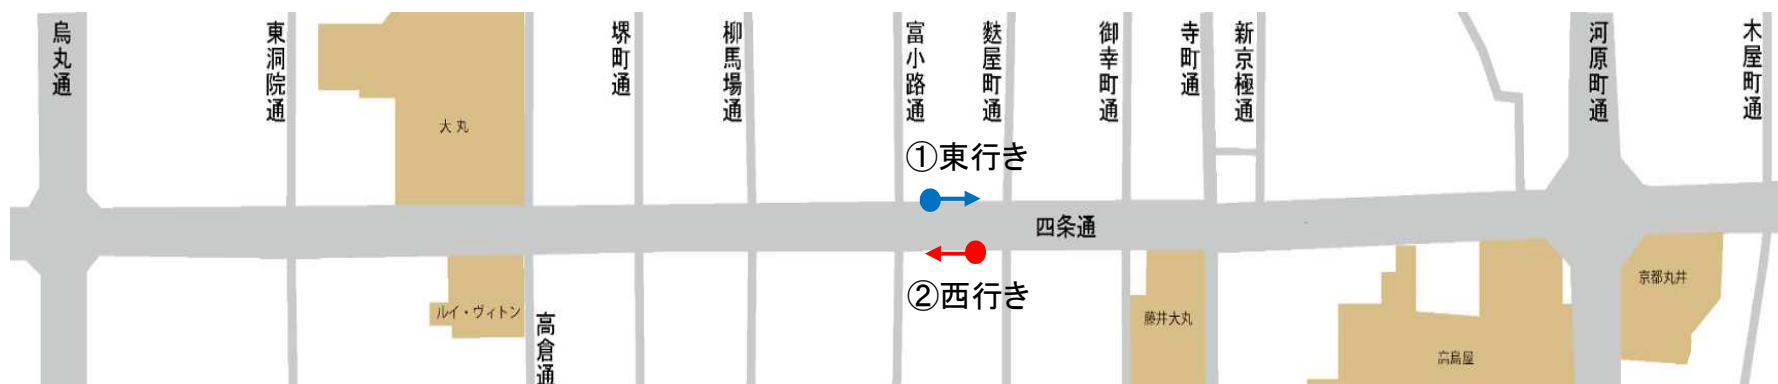 烏丸通
東洞院通
堺町通
柳馬場通
富小路通
麩屋町通
御幸町通
寺町通
新京極通
河原町通
木屋町通
大丸
①東行き
四条通
②西行き
ルイ・ヴィトン
高倉通
藤井大丸
京都丸井
高島屋